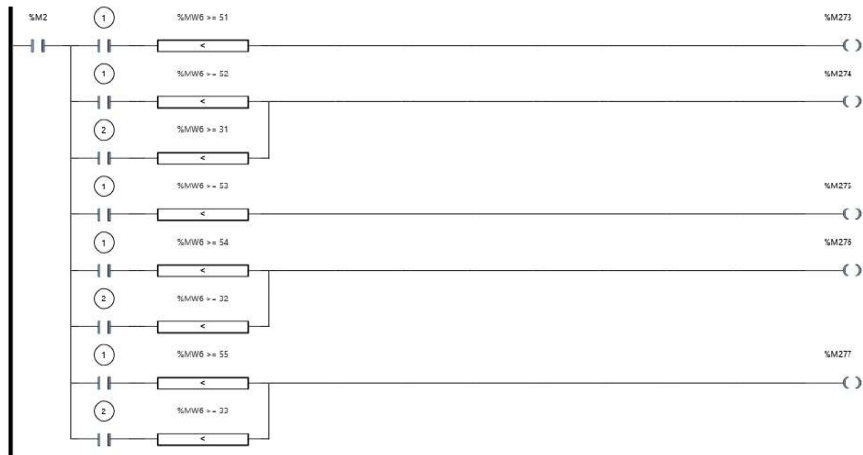 %M2 1 %MW6 >= 51 %M273
<
1 %MW6 >= 52 %M274
<
2 %MW6 >= 31
<
1 %MW6 >= 53 %M275
<
1 %MW6 >= 54 %M276
<
2 %MW6 >= 32
<
1 %MW6 >= 55 %M277
<
2 %MW6 >= 33
<